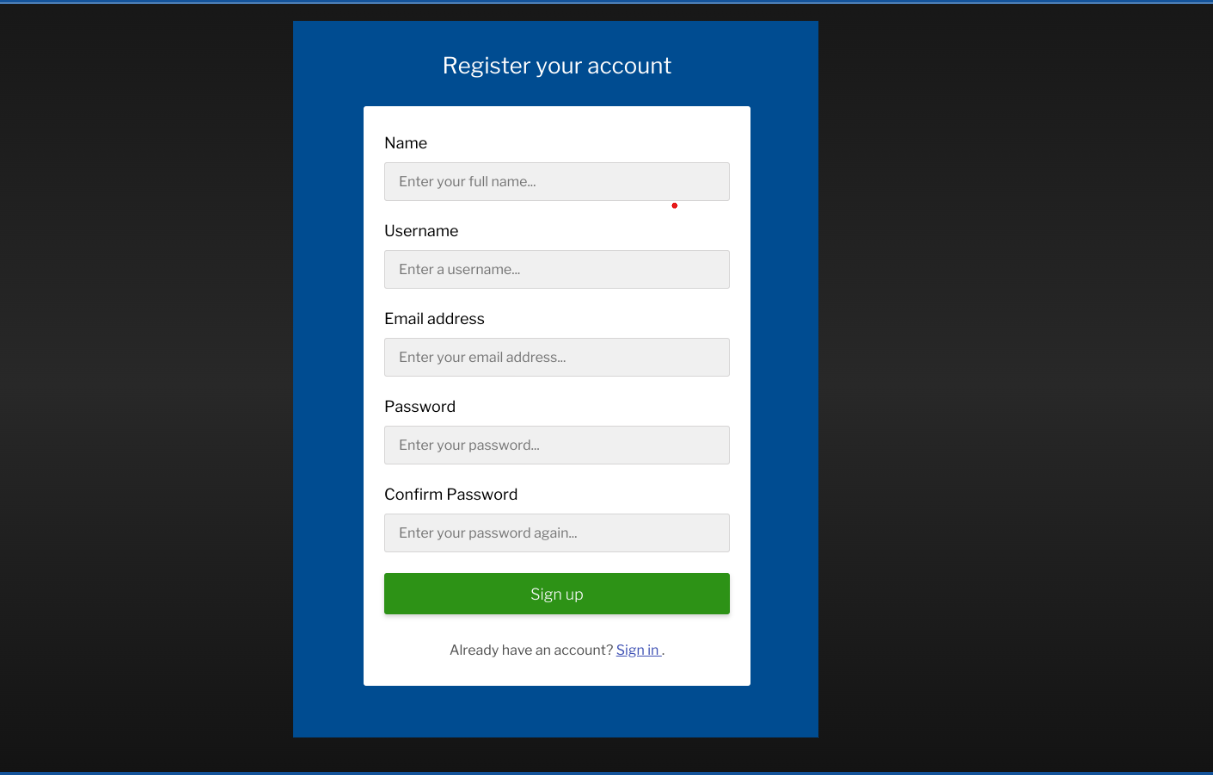 Register your account
Name
Enter your full name...
Username
Enter a username...
Email address
Enter your email address...
Password
Enter your password...
Confirm Password
Enter your password again...
Sign up
Already have an account? Sign in .